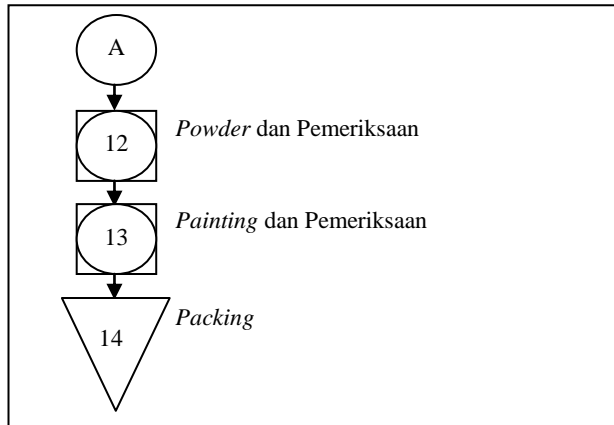 A
12 Powder dan Pemeriksaan
13 Painting dan Pemeriksaan
14 Packing